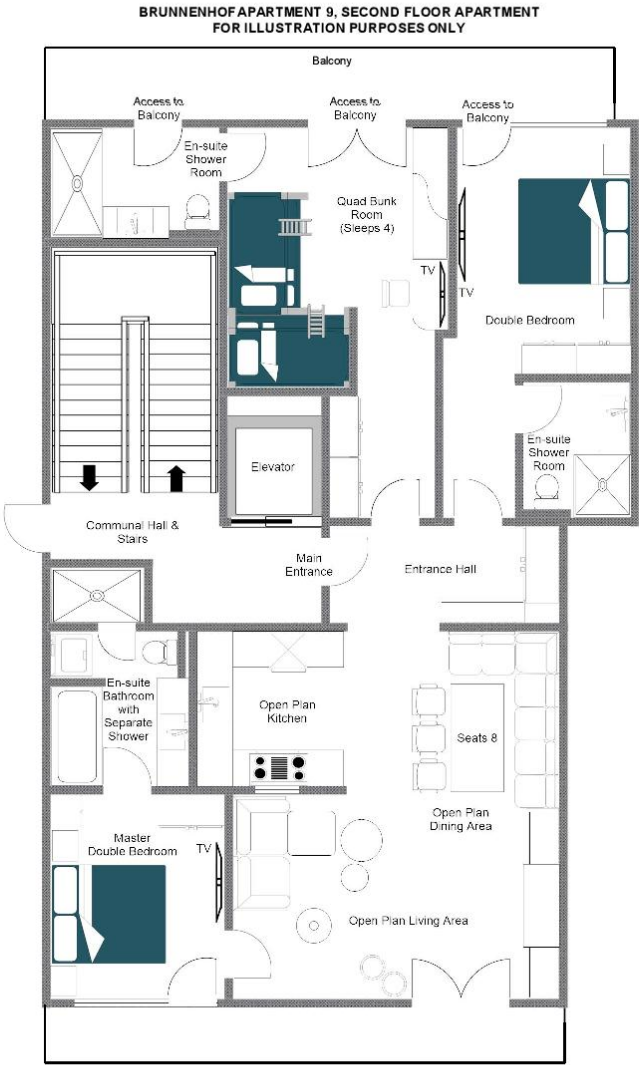 BRUNNENHOF APARTMENT 9, SECOND FLOOR APARTMENT
FOR ILLUSTRATION PURPOSES ONLY
Balcony
Access to
Balcony
Access to
Balcony
Access to
Balcony
En-suite
Shower
Room
Quad Bunk
Room
(Sleeps 4)
TV
TV
Double Bedroom
En-suite
Shower
Room
Elevator
Communal Hall &
Stairs
Main
Entrance
Entrance Hall
En-suite
Bathroom
with
Separate
Shower
Open Plan
Kitchen
Seats 8
Open Plan
Dining Area
Master
Double Bedroom
TV
Open Plan Living Area